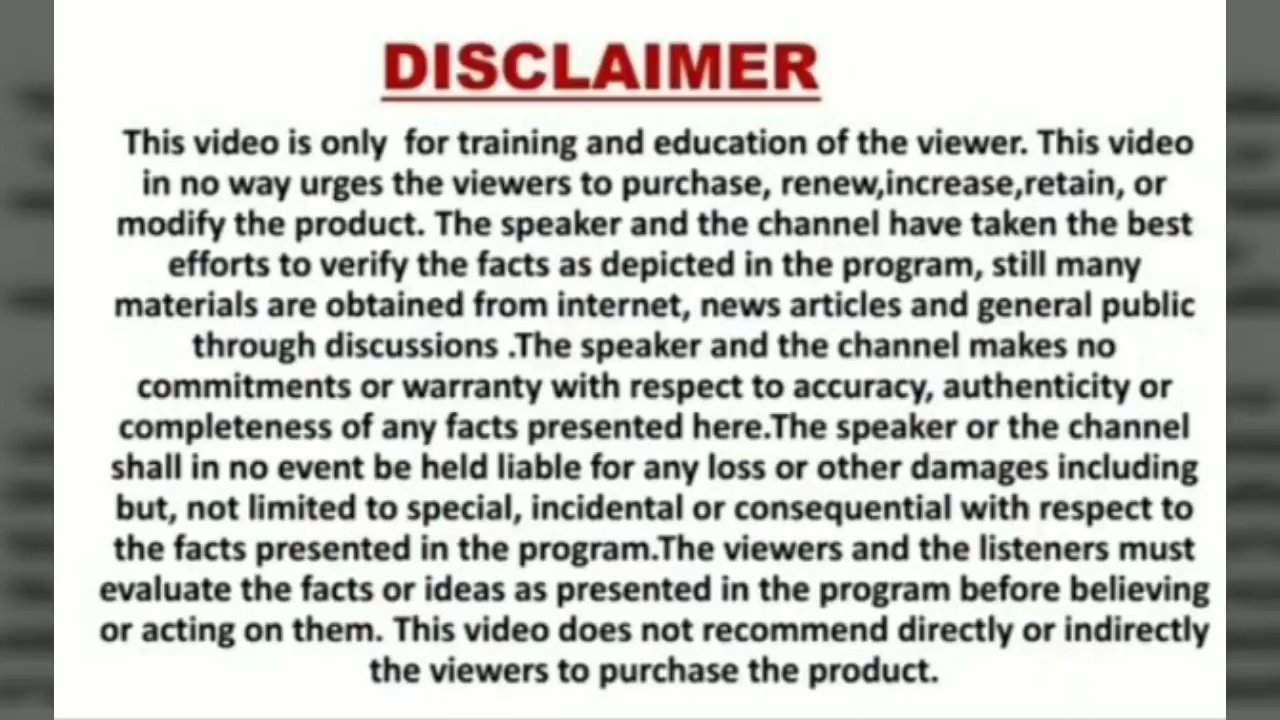 DISCLAIMER
This video is only  for training and education of the viewer. This video
in no way urges the viewers to purchase, renew,increase,retain, or
modify the product. The speaker and the channel have taken the best
efforts to verify the facts as depicted in the program, still many
materials are obtained from internet, news articles and general public
through discussions .The speaker and the channel makes no
commitments or warranty with respect to accuracy, authenticity or
completeness of any facts presented here.The speaker or the channel
shall in no event be held liable for any loss or other damages including
but, not limited to special, incidental or consequential with respect to
the facts presented in the program.The viewers and the listeners must
evaluate the facts or ideas as presented in the program before believing
or acting on them. This video does not recommend directly or indirectly
the viewers to purchase the product.